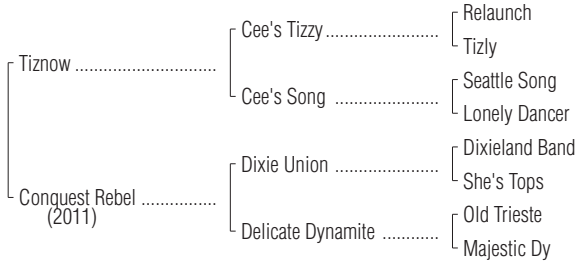 Relaunch
Cee's Tizzy
Tizly
Tiznow
Seattle Song
Cee's Song
Lonely Dancer
Dixieland Band
Dixie Union
She's Tops
Conquest Rebel
(2011)
Old Trieste
Delicate Dynamite
Majestic Dy